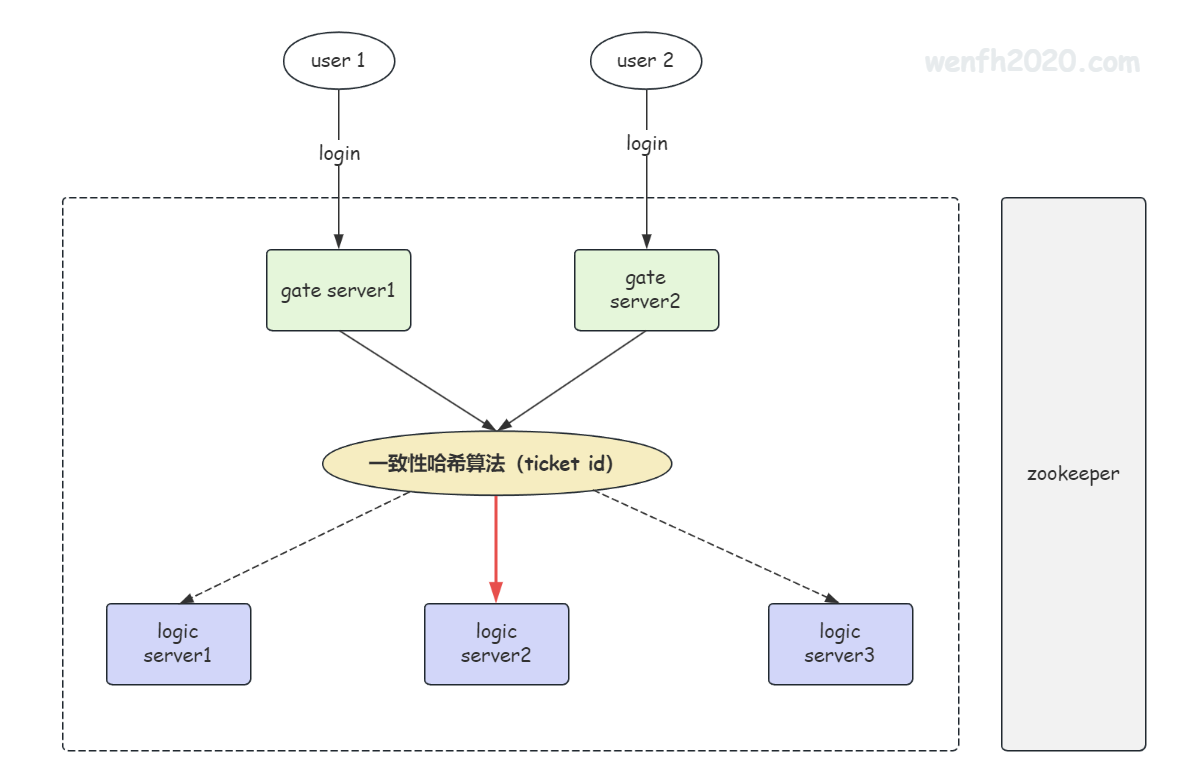 user 1
user 2
wenfh2020.com
login
login
gate server1
gate
server2
一致性哈希算法（ticket id）
zookeeper
logic
server1
logic
server2
logic
server3